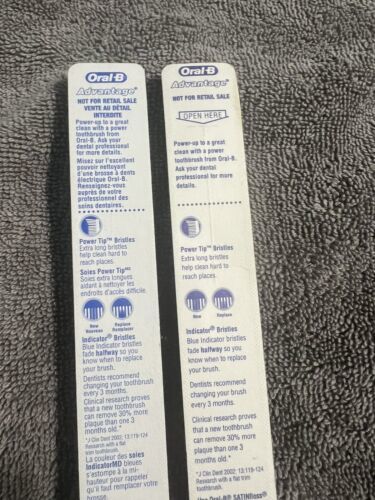 Oral-B
Advantage®
NOT FOR RETAIL SALE
VENTE AU DÉTAIL
INTERDITE
Power-up to a great
clean with a power
toothbrush from
Oral-B. Ask your
dental professional
for more details.
Misez sur l'excellent
pouvoir nettoyant
d'une brosse à dents
électrique Oral-B.
Renseignez-vous
auprès de votre
professionnel des
soins dentaires.
Power Tip™ Bristles
Extra long bristles
help clean hard to
reach places.
Soies Power Tip^MC
Soies extra longues
aidant à nettoyer les
endroits d'accès difficile.
New
Nouveau
Replace
Remplacer
Indicator® Bristles
Blue Indicator bristles
fade halfway so you
know when to replace
your brush.
Dentists recommend
changing your toothbrush
every 3 months.
Clinical research proves
that a new toothbrush
can remove 30% more
plaque than one 3
months old.*
*J Clin Dent 2002; 13:119-124
Research with a flat
trim toothbrush.
La couleur des soies
IndicatorMD bleues
s'estompe à la mi-
hauteur pour rappeler
qu'il faut remplacer votre
Oral-B
Advantage®
NOT FOR RETAIL SALE
OPEN HERE
Power-up to a great
clean with a power
toothbrush from
Oral-B. Ask your
dental professional
for more details.
Power Tip™ Bristles
Extra long bristles
help clean hard to
reach places.
New
Replace
Indicator® Bristles
Blue Indicator bristles
fade halfway so you
know when to replace
your brush.
Dentists recommend
changing your toothbrush
every 3 months.
Clinical research proves
that a new toothbrush
can remove 30% more
plaque than one 3
months old.*
*J Clin Dent 2002; 13:119-124
Research with a flat
trim toothbrush.
Use Oral-B® SATINfloss®